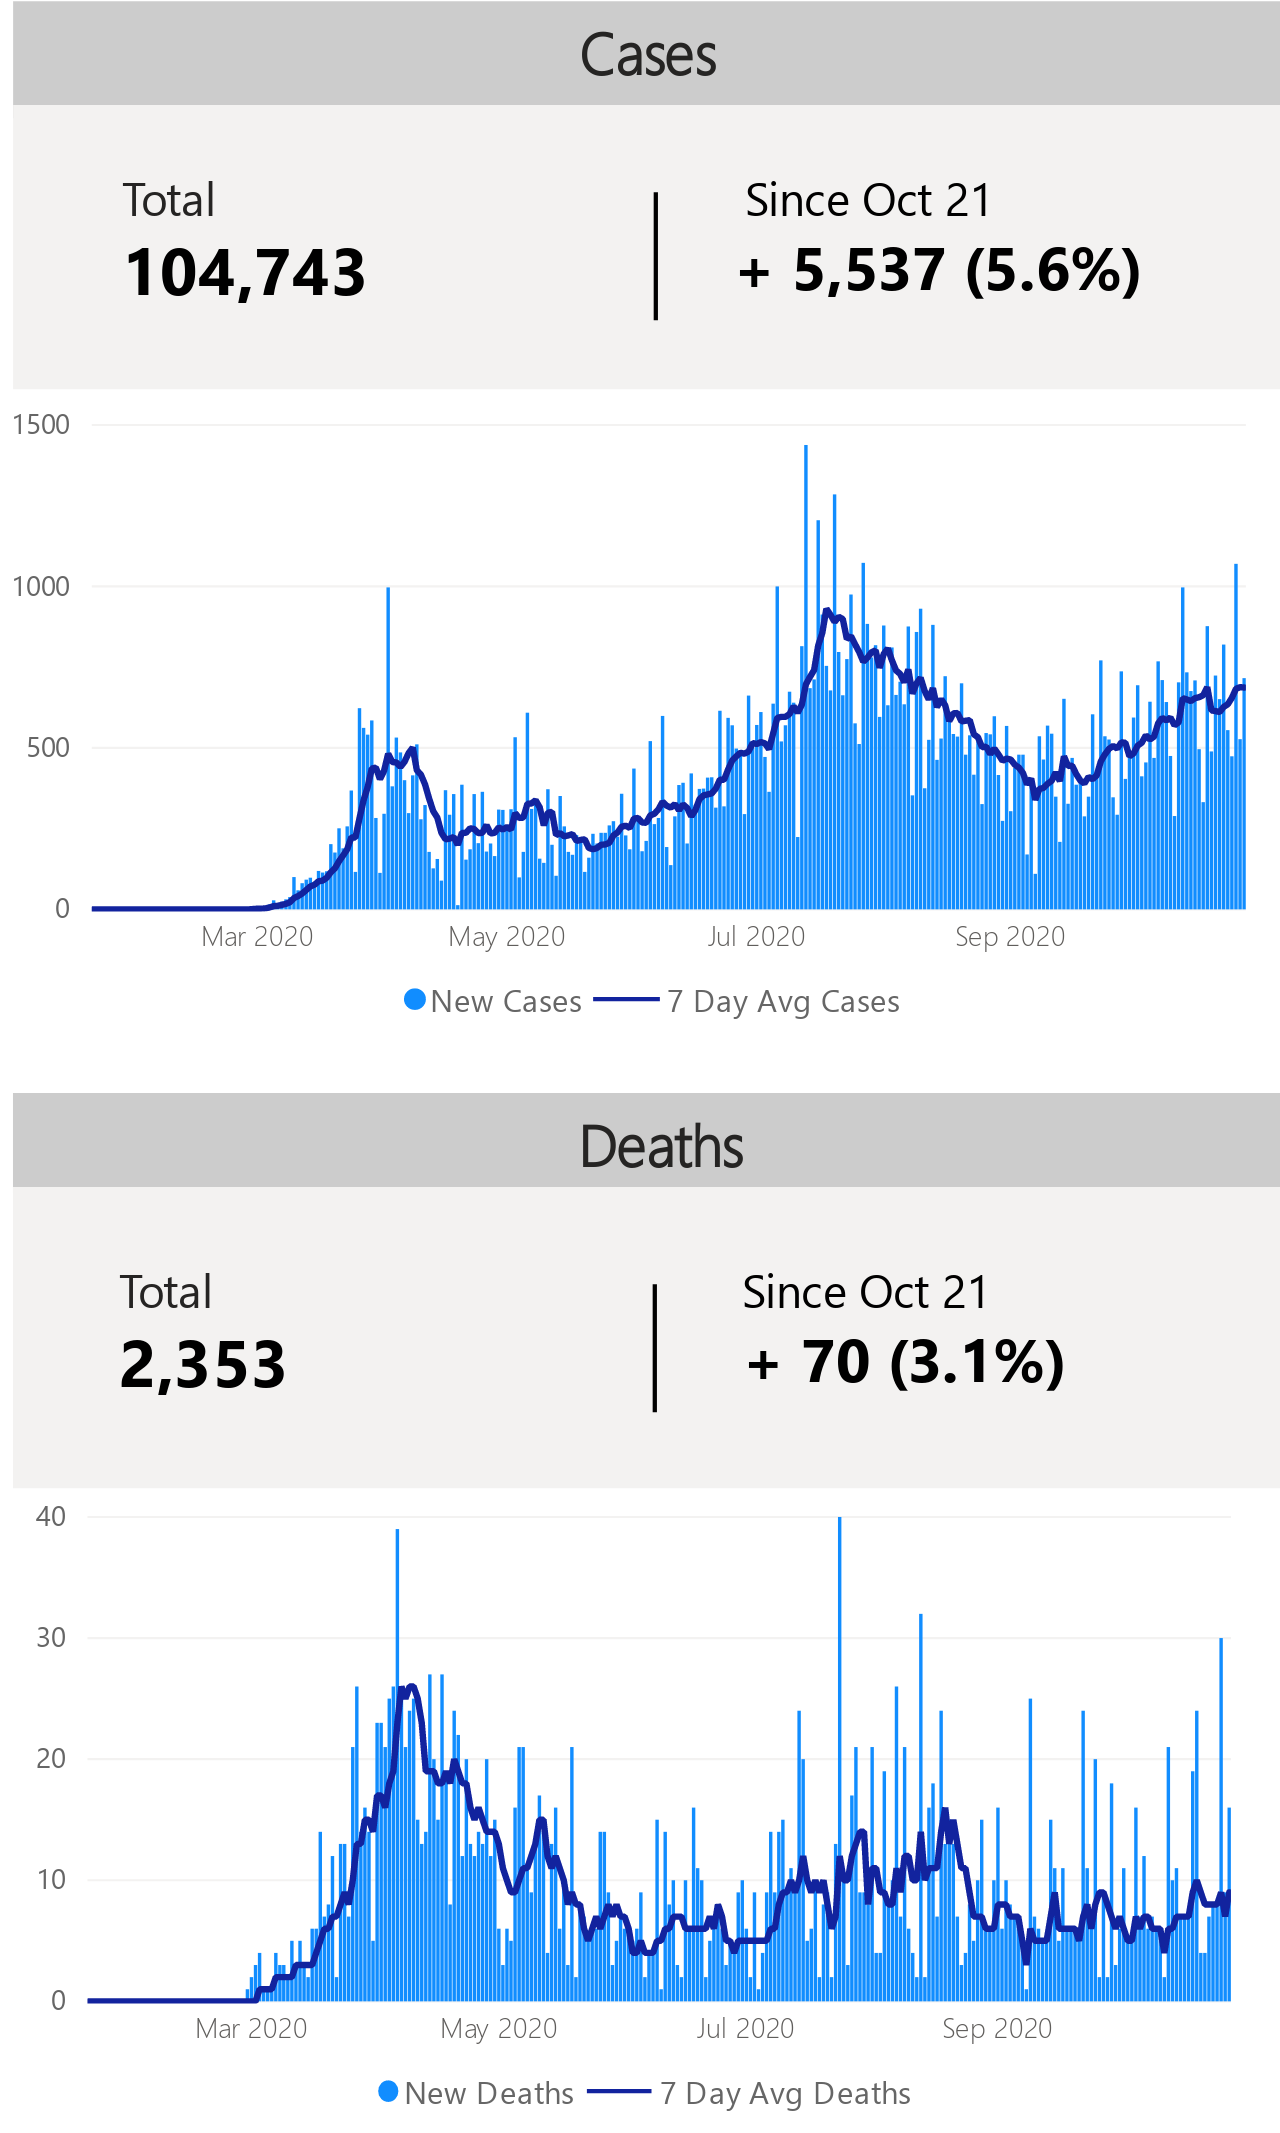 Cases
Total
Since Oct 21
104,743
+ 5,537 (5.6%)
1500
1000
500
0
Mar 2020
May 2020
Jul 2020
Sep 2020
New Cases
7 Day Avg Cases
Deaths
Total
Since Oct 21
2,353
+ 70 (3.1%)
40
30
20
10
0
Mar 2020
May 2020
Jul 2020
Sep 2020
New Deaths
7 Day Avg Deaths